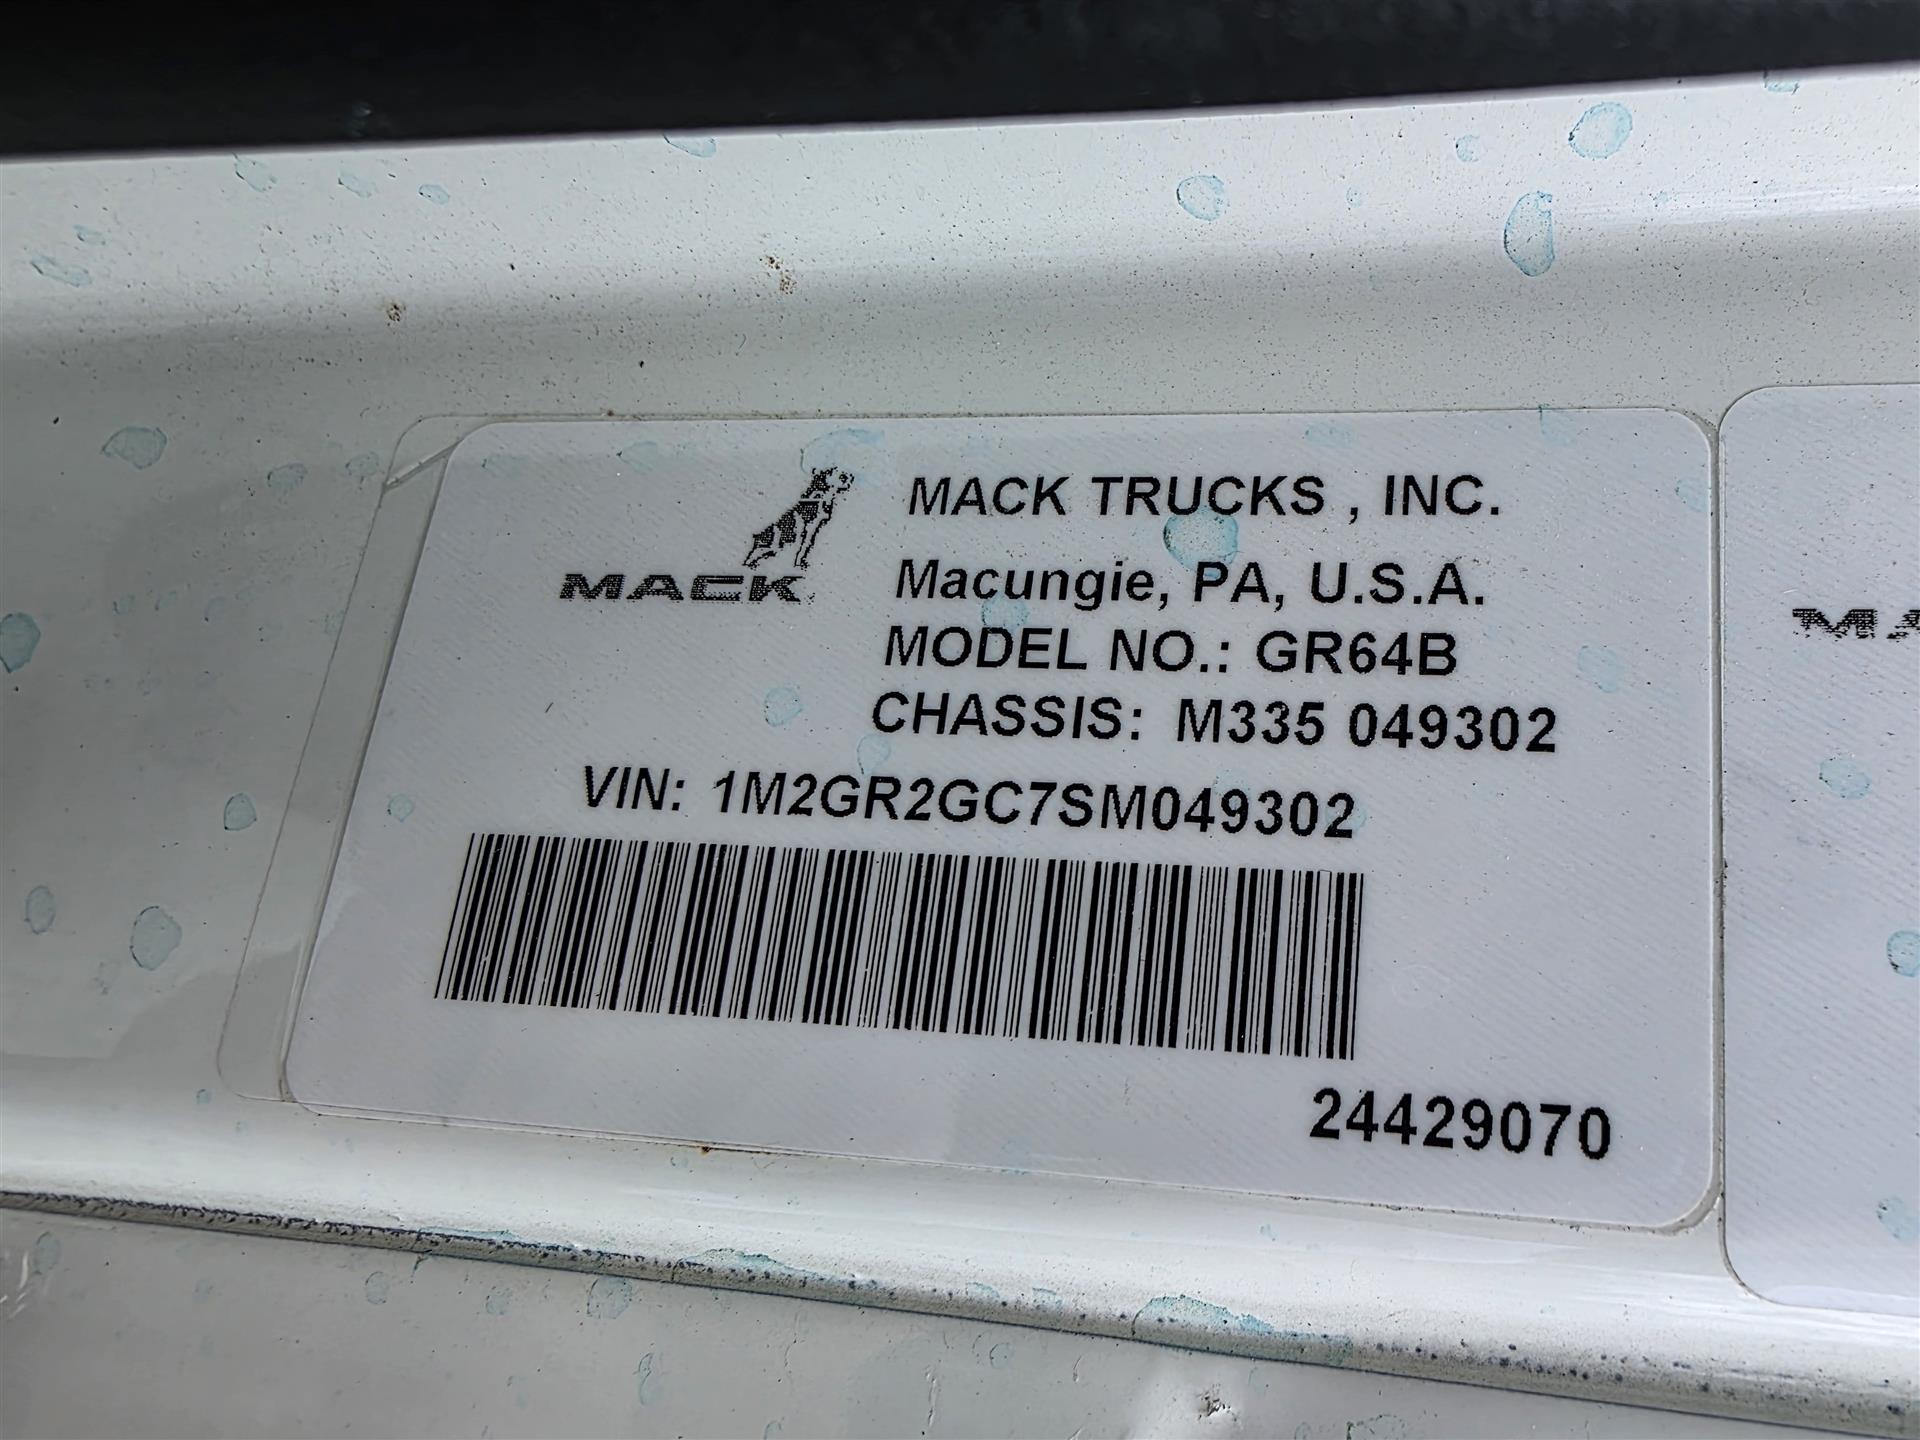 MACK
MACK TRUCKS , INC.
Macungie, PA, U.S.A.
MODEL NO.: GR64B
CHASSIS: M335 049302
VIN: 1M2GR2GC7SM049302
24429070